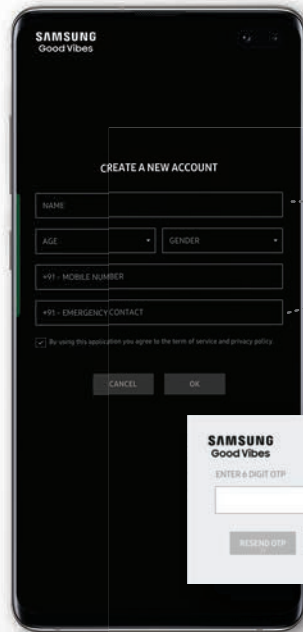 SAMSUNG
Good Vibes
CREATE A NEW ACCOUNT
NAME
AGE GENDER
+91 - MOBILE NUMBER
+91 - EMERGENCY CONTACT
By using this application you agree to the term of service and privacy policy
CANCEL OK
SAMSUNG
Good Vibes
ENTER 6 DIGIT OTP
RESEND OTP